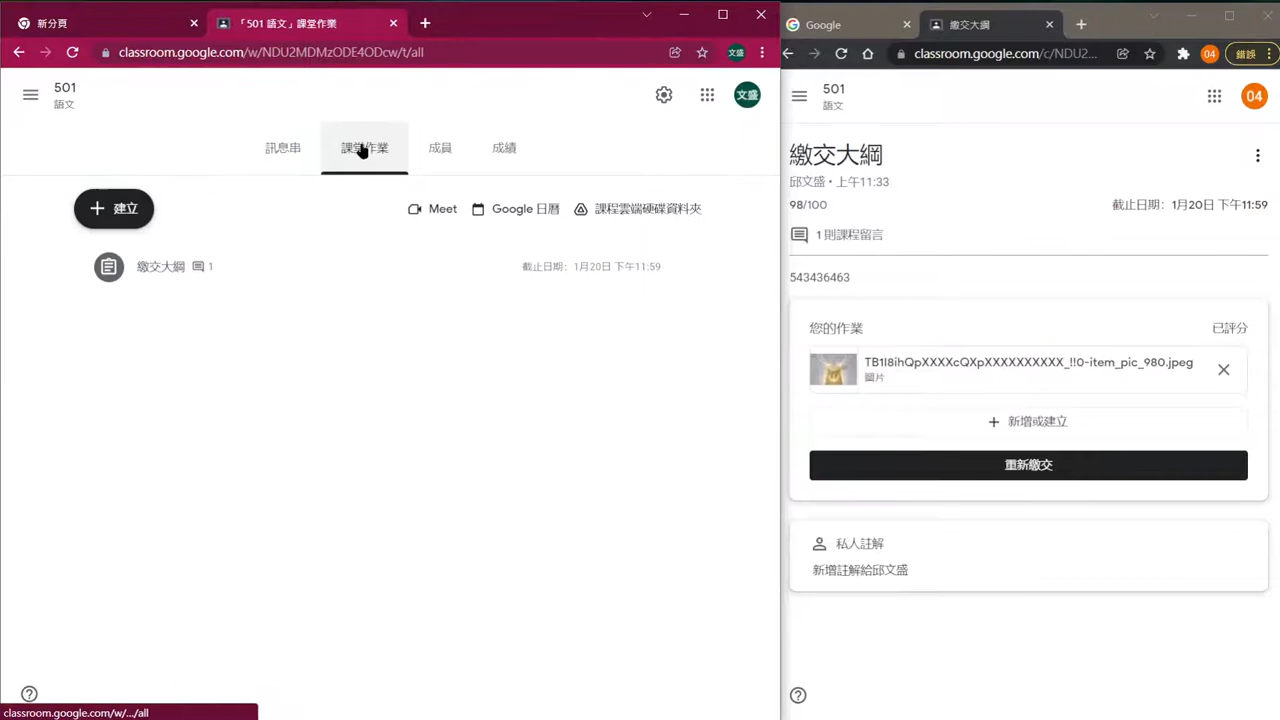 新分頁
「501 語文」課堂作業
classroom.google.com/w/NDU2MDMzODE4ODcw/t/all
文盛
501
語文
文盛
訊息串
課堂作業
成員
成績
建立
Meet
Google 日曆
課程雲端硬碟資料夾
繳交大綱
1
截止日期: 1月20日 下午11:59
classroom.google.com/w/.../all
Google
繳交大綱
classroom.google.com/c/NDU2...
04
錯誤
501
語文
04
繳交大綱
邱文盛 • 上午11:33
98/100
截止日期: 1月20日 下午11:59
1 則課程留言
543436463
您的作業
已評分
TB1I8ihQpXXXXcQXpXXXXXXXXXX_!!0-item_pic_980.jpeg
圖片
新增或建立
重新繳交
私人註解
新增註解給邱文盛